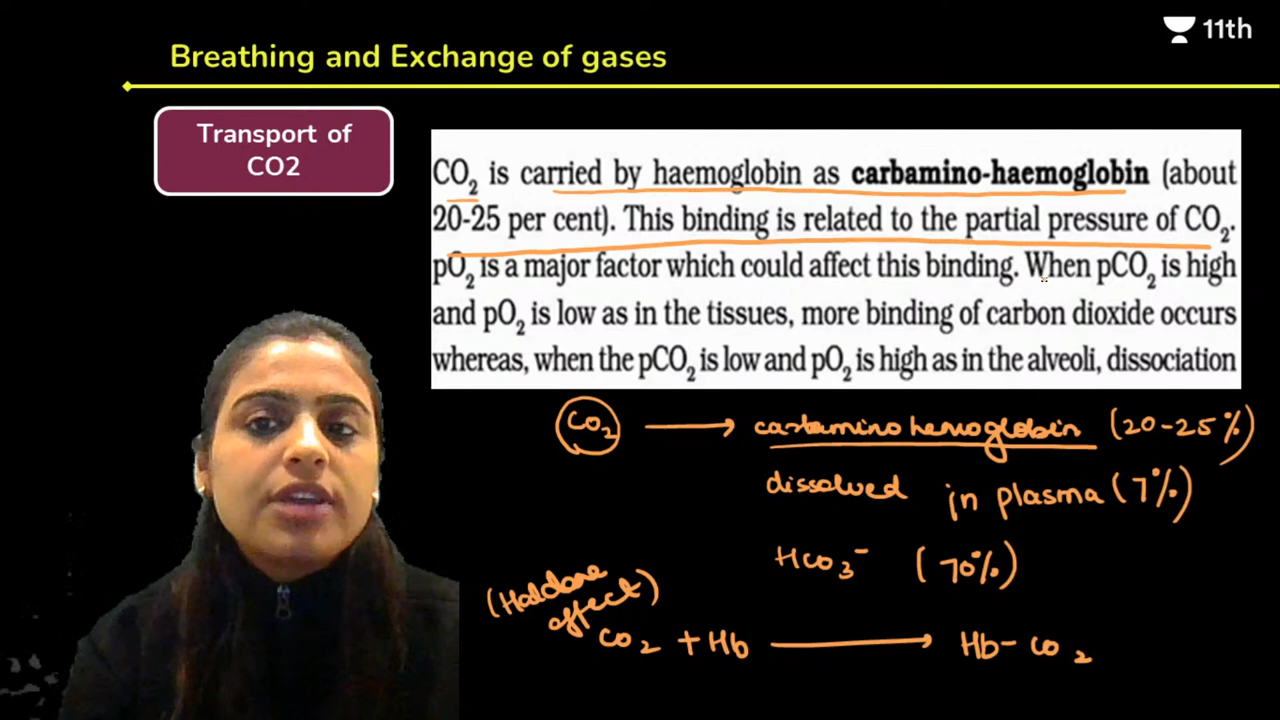 11th
Breathing and Exchange of gases
Transport of
CO2
CO₂ is carried by haemoglobin as carbamino-haemoglobin (about
20-25 per cent). This binding is related to the partial pressure of CO₂.
pO₂ is a major factor which could affect this binding. When pCO₂ is high
and pO₂ is low as in the tissues, more binding of carbon dioxide occurs
whereas, when the pCO₂ is low and pO₂ is high as in the alveoli, dissociation
CO₂ → carbamino hemoglobin (20-25%)
dissolved in plasma (7%)
HCO₃⁻ (70%)
(Haldane
effect)
CO₂ + Hb → Hb-CO₂